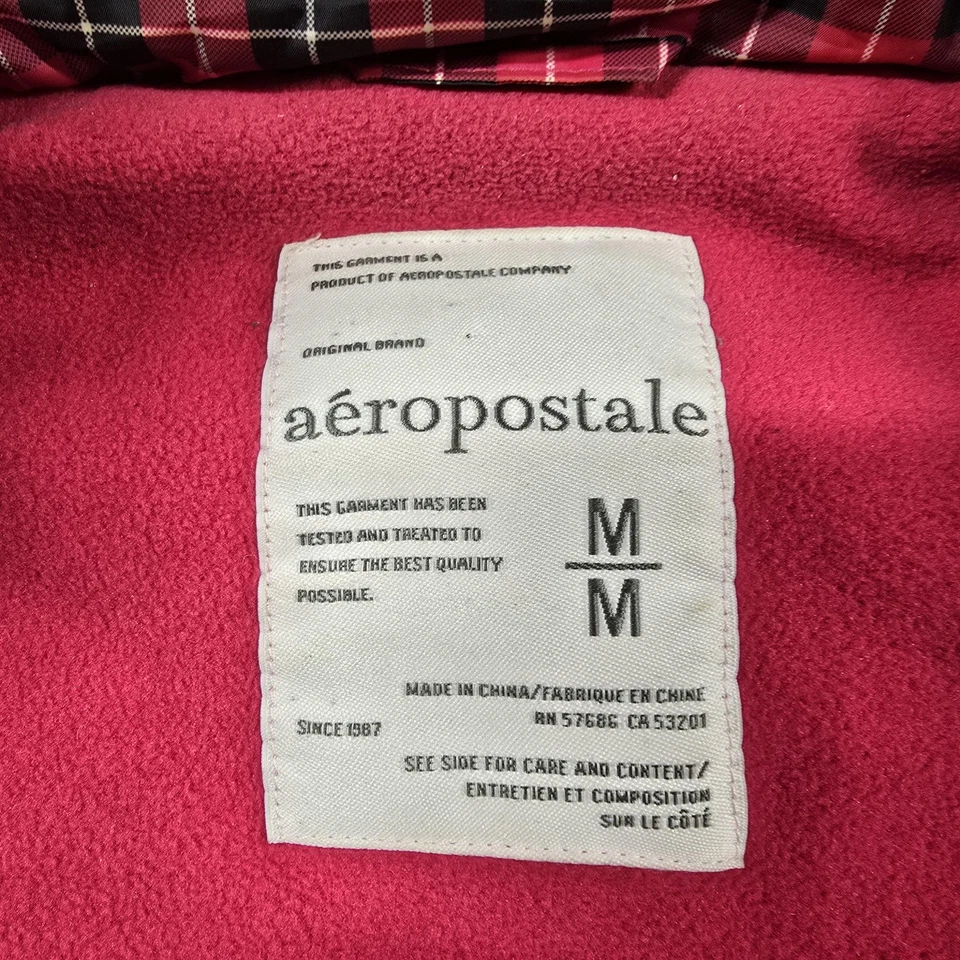 THIS GARMENT IS A
PRODUCT OF AEROPOSTALE COMPANY
ORIGINAL BRAND
aéropostale
THIS GARMENT HAS BEEN
TESTED AND TREATED TO
ENSURE THE BEST QUALITY
POSSIBLE.
M
M
MADE IN CHINA/FABRIQUE EN CHINE
RN 57686 CA 53201
SINCE 1987
SEE SIDE FOR CARE AND CONTENT/
ENTRETIEN ET COMPOSITION
SUR LE CÔTÉ